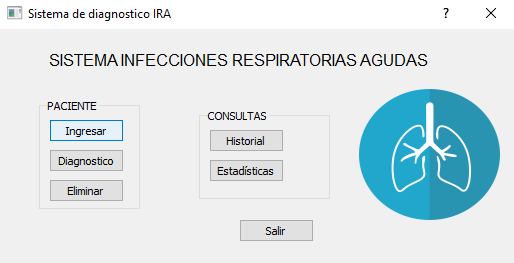 Sistema de diagnostico IRA
SISTEMA INFECCIONES RESPIRATORIAS AGUDAS
PACIENTE
Ingresar
Diagnostico
Eliminar
CONSULTAS
Historial
Estadísticas
Salir